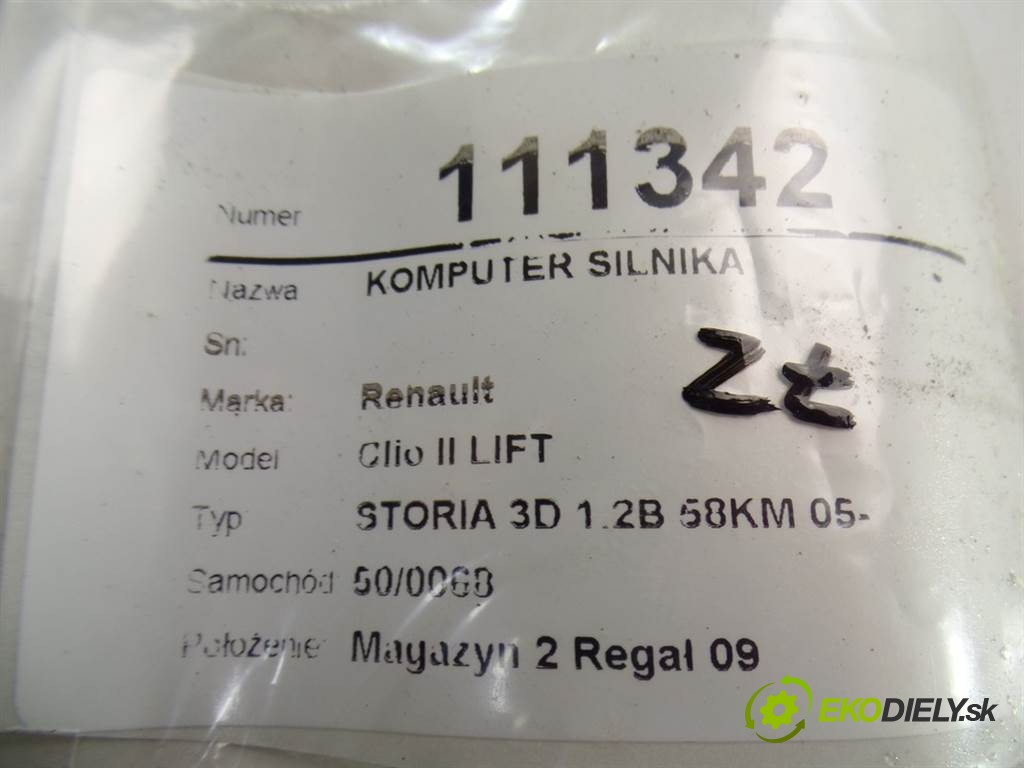 Numer 111342
Nazwa KOMPUTER SILNIKA
Sn:
Marka: Renault
Model Clio II LIFT
Typ STORIA 3D 1.2B 58KM 05-
Samochód 50/0068
Położenie: Magazyn 2 Regał 09
Zł
EKODIELY.sk